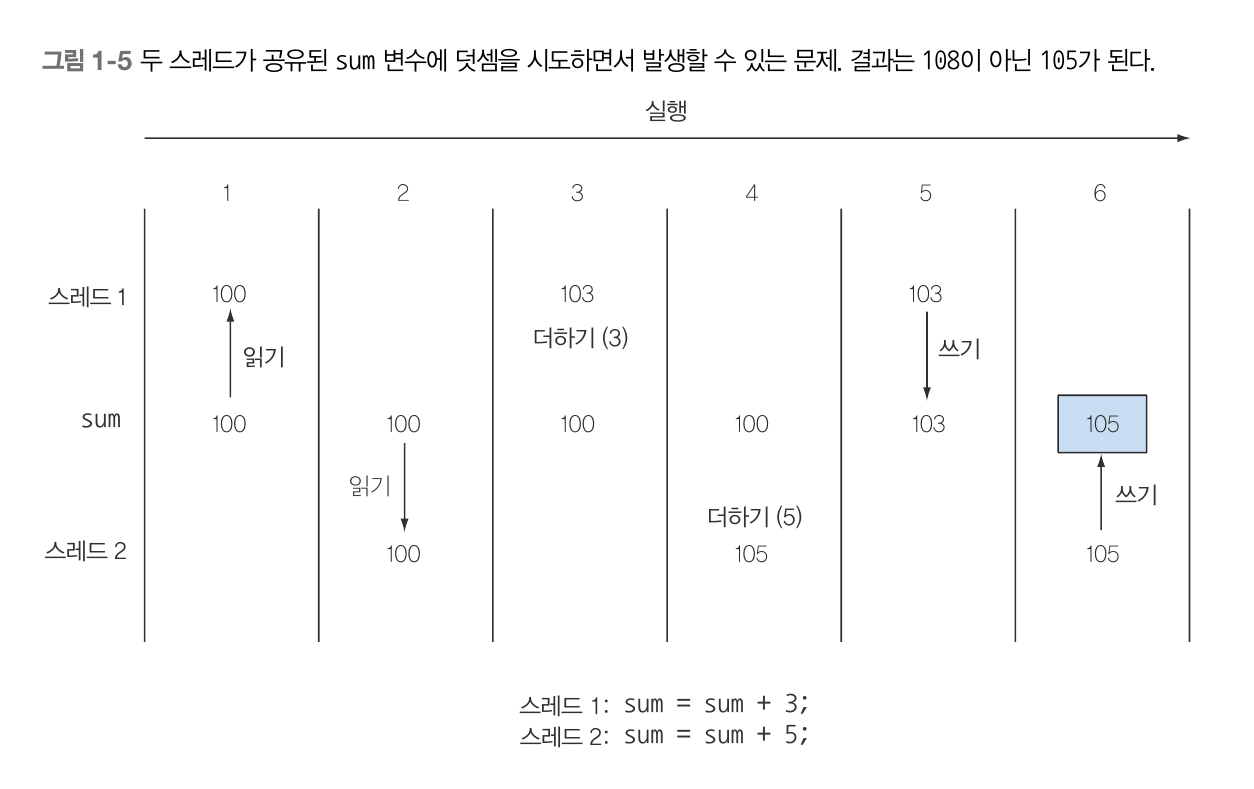 그림 1-5 두 스레드가 공유된 sum 변수에 덧셈을 시도하면서 발생할 수 있는 문제. 결과는 108이 아닌 105가 된다.
실행
1 2 3 4 5 6
스레드 1 100 103 103
더하기 (3)
읽기 쓰기
sum 100 100 100 100 103 105
읽기 쓰기
더하기 (5)
스레드 2 100 105 105
스레드 1: sum = sum + 3;
스레드 2: sum = sum + 5;